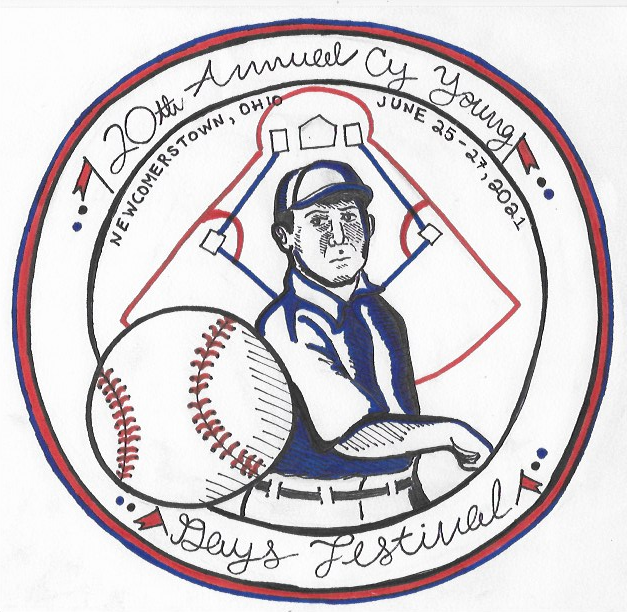 20th Annual Cy Young
NEWCOMERSTOWN, OHIO
JUNE 25-27, 2021
Days Festival